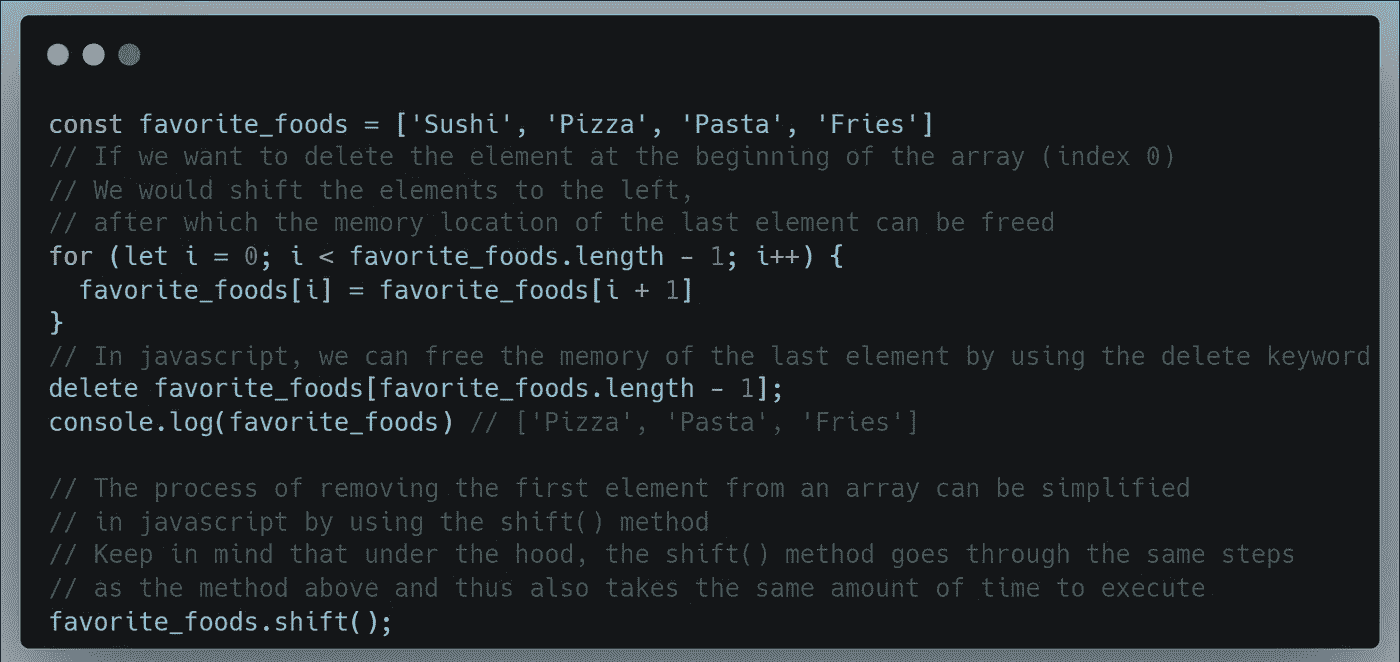 const favorite_foods = ['Sushi', 'Pizza', 'Pasta', 'Fries']
// If we want to delete the element at the beginning of the array (index 0)
// We would shift the elements to the left,
// after which the memory location of the last element can be freed
for (let i = 0; i < favorite_foods.length - 1; i++) {
  favorite_foods[i] = favorite_foods[i + 1]
}
// In javascript, we can free the memory of the last element by using the delete keyword
delete favorite_foods[favorite_foods.length - 1];
console.log(favorite_foods) // ['Pizza', 'Pasta', 'Fries']

// The process of removing the first element from an array can be simplified
// in javascript by using the shift() method
// Keep in mind that under the hood, the shift() method goes through the same steps
// as the method above and thus also takes the same amount of time to execute
favorite_foods.shift();